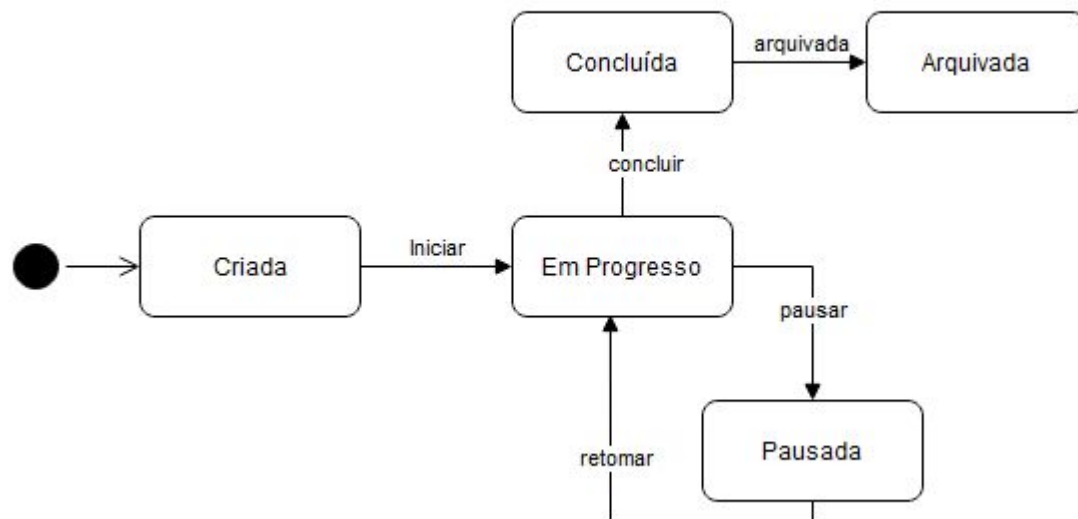 Concluída
arquivada
Arquivada
concluir
Criada
Iniciar
Em Progresso
pausar
retomar
Pausada